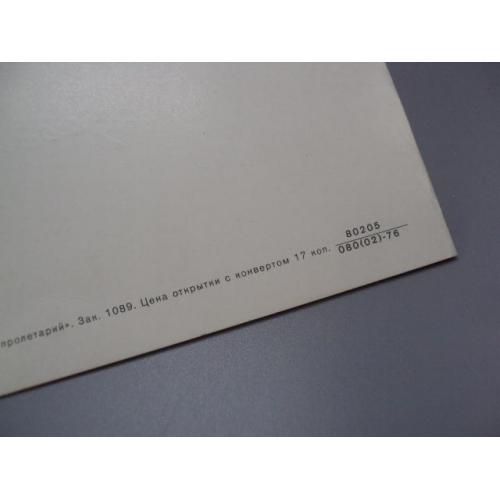 пролетарий». Зак. 1089. Цена открытки с конвертом 17 коп.
80205
080(02)-76